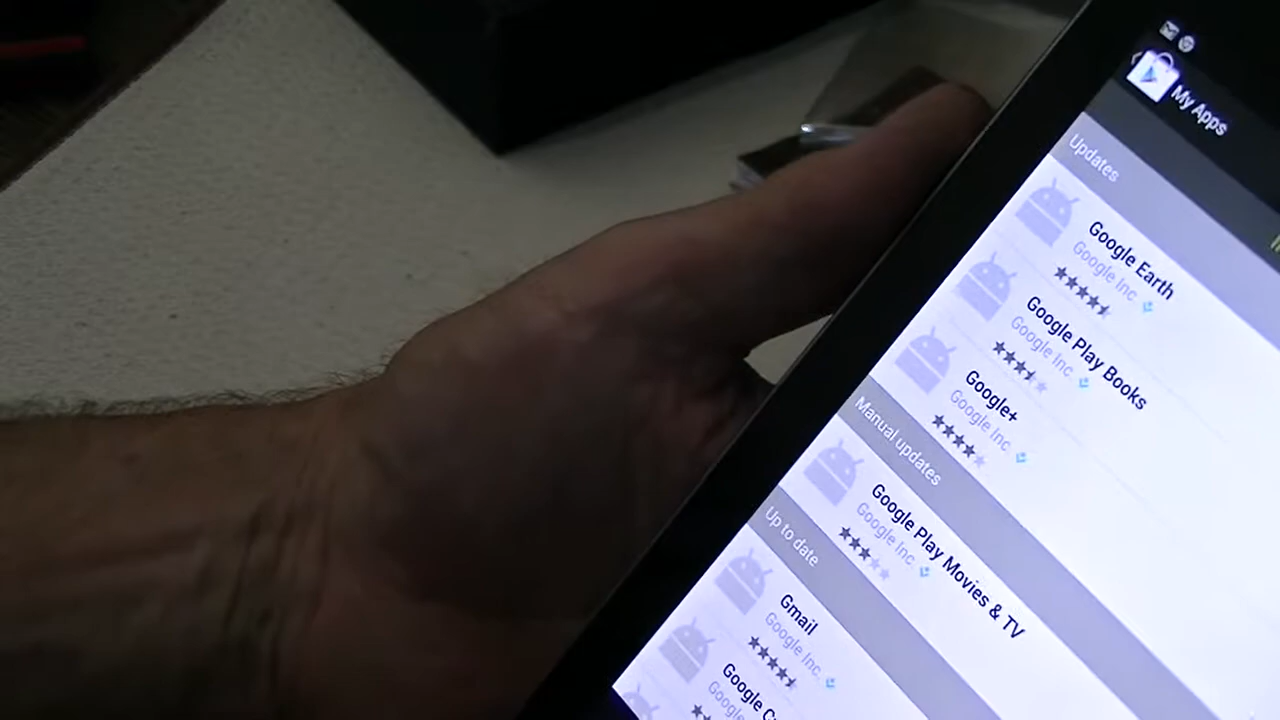 My Apps
Updates
Google Earth
Google Inc.
Google Play Books
Google Inc.
Google+
Google Inc.
Manual updates
Google Play Movies & TV
Google Inc.
Up to date
Gmail
Google Inc.
Google
Google